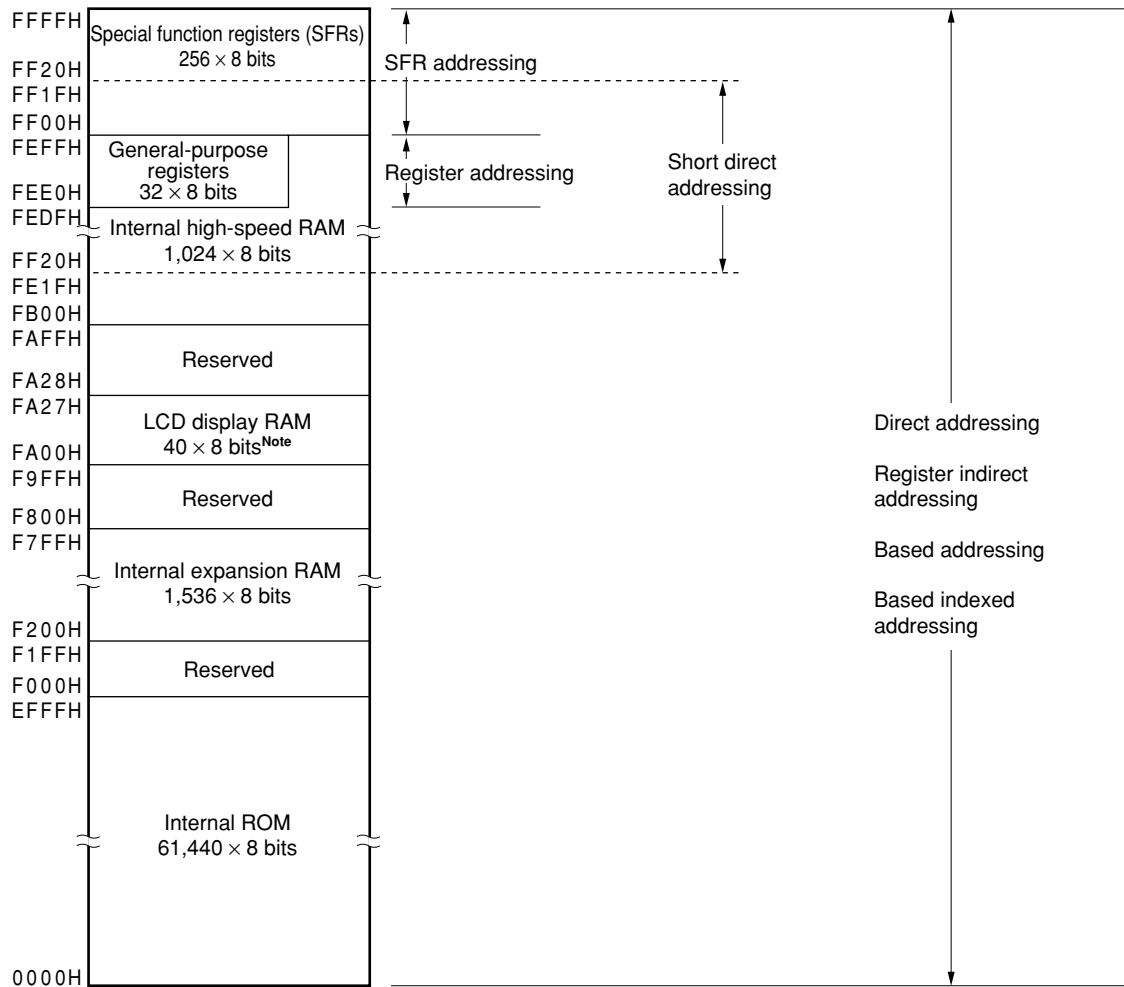 FFFFH
Special function registers (SFRs)
256 × 8 bits
SFR addressing
FF20H
FF1FH
FF00H
FEFFH
General-purpose
registers
32 × 8 bits
Register addressing
Short direct
addressing
FEE0H
FEDFH
Internal high-speed RAM
1,024 × 8 bits
FF20H
FE1FH
FB00H
FAFFH
Reserved
FA28H
FA27H
LCD display RAM
40 × 8 bitsNote
FA00H
F9FFH
Reserved
F800H
F7FFH
Internal expansion RAM
1,536 × 8 bits
F200H
F1FFH
Reserved
F000H
EFFFH
Internal ROM
61,440 × 8 bits
0000H
Direct addressing
Register indirect
addressing
Based addressing
Based indexed
addressing